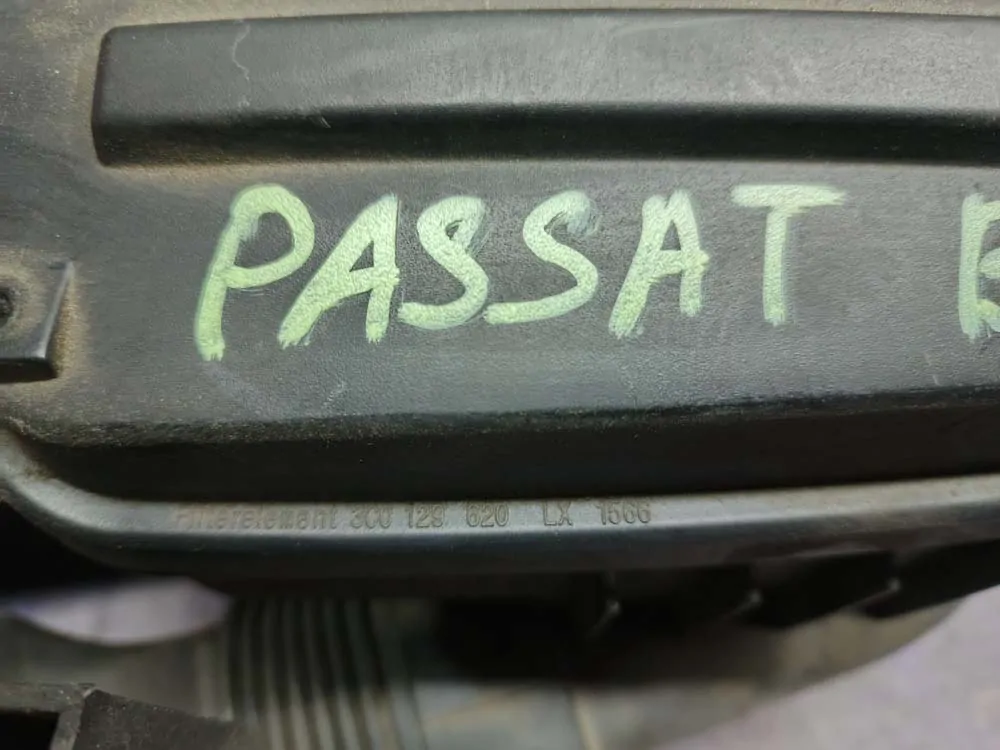 PASSAT B
Filterelement 3C0 129 620 LX 1566